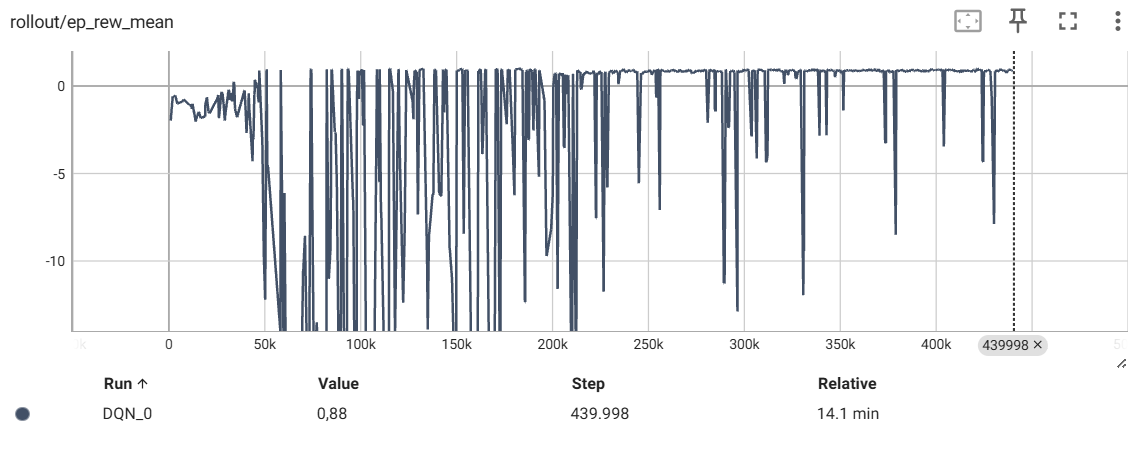 rollout/ep_rew_mean
0
-5
-10
0 50k 100k 150k 200k 250k 300k 350k 400k 439998 ×
Run ↑ Value Step Relative
DQN_0 0,88 439.998 14.1 min